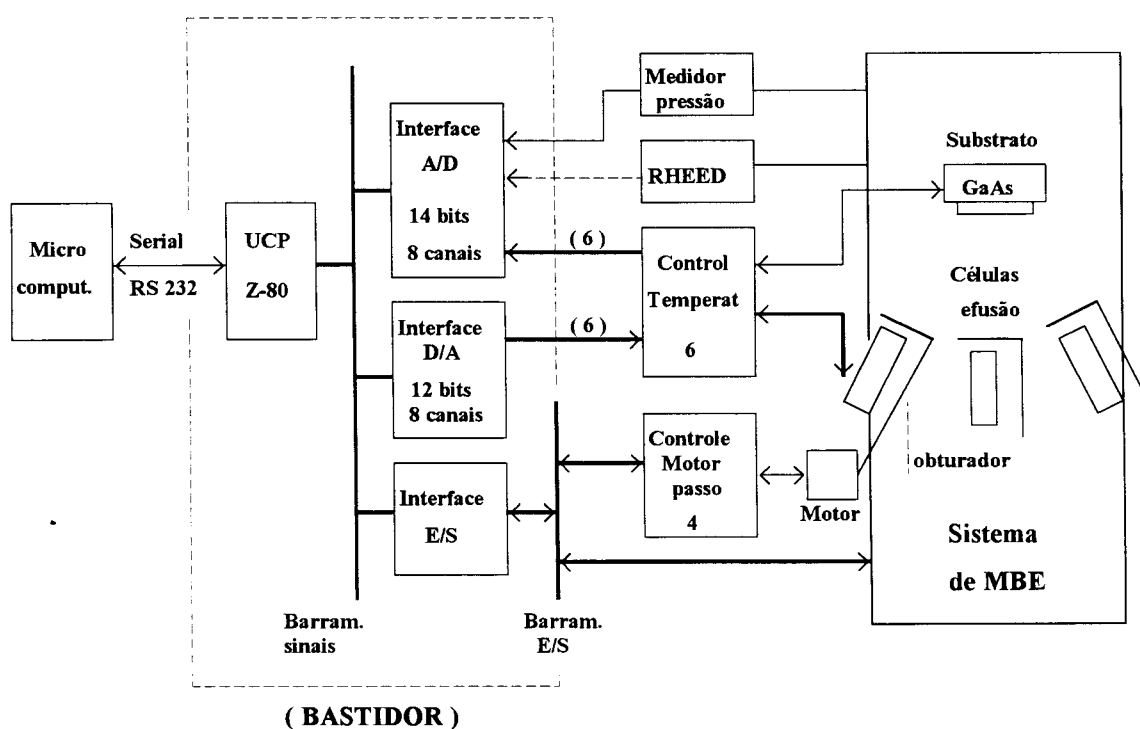 Micro
comput.
Serial
RS 232
UCP
Z-80
Interface
A/D
14 bits
8 canais
Interface
D/A
12 bits
8 canais
Interface
E/S
Barram.
sinais
Barram.
E/S
( BASTIDOR )
Medidor
pressão
RHEED
( 6 )
Control
Temperat
6
( 6 )
Controle
Motor
passo
4
Motor
Substrato
GaAs
Células
efusão
obturador
Sistema
de MBE